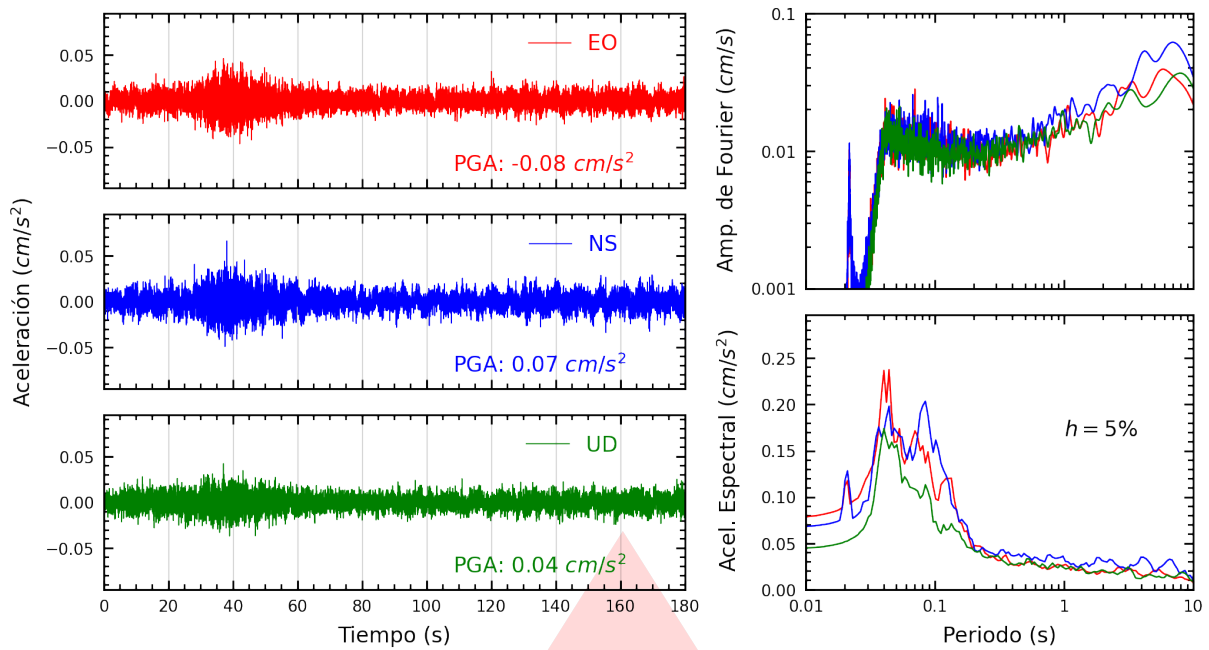 Aceleración (cm/s²)
0.05
0.00
−0.05
EO
PGA: -0.08 cm/s²
0.05
0.00
−0.05
NS
PGA: 0.07 cm/s²
0.05
0.00
−0.05
UD
PGA: 0.04 cm/s²
0 20 40 60 80 100 120 140 160 180
Tiempo (s)
Amp. de Fourier (cm/s)
0.1
0.01
0.001
Acel. Espectral (cm/s²)
0.25
0.20
0.15
0.10
0.05
0.00
h = 5%
0.01 0.1 1 10
Periodo (s)